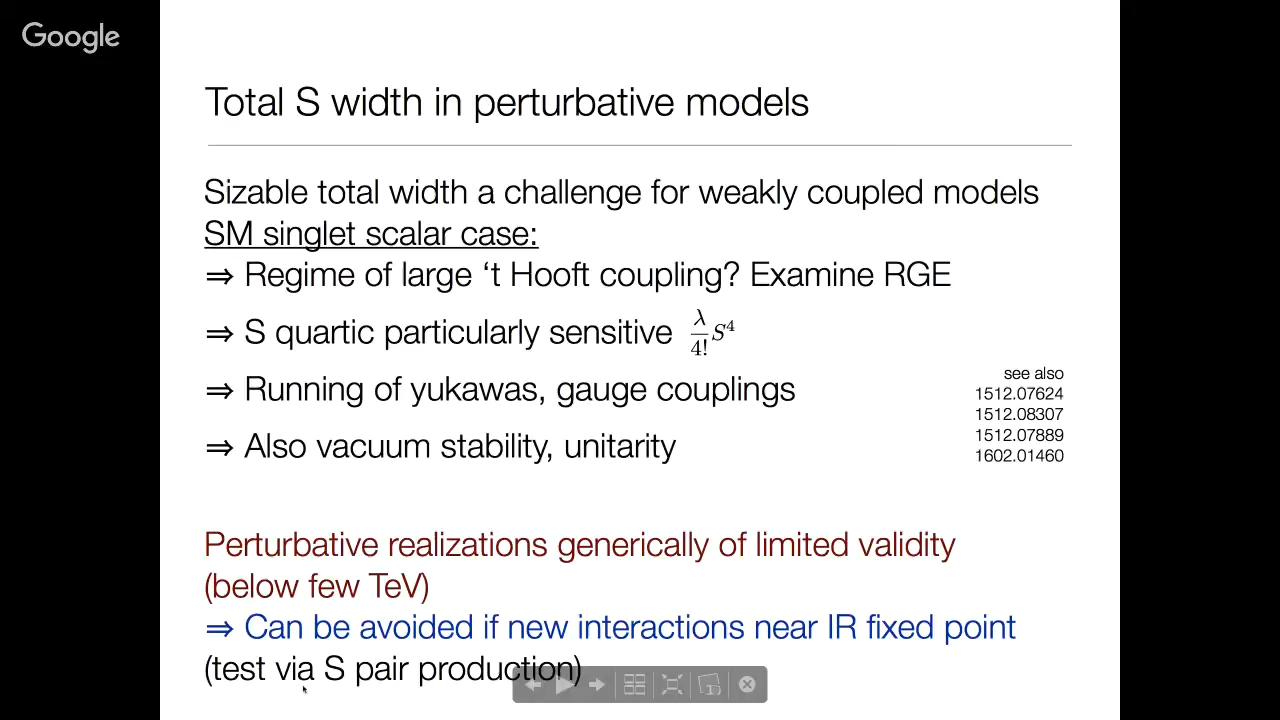 Google
Total S width in perturbative models
Sizable total width a challenge for weakly coupled models
SM singlet scalar case:
⇒ Regime of large ‘t Hooft coupling? Examine RGE
⇒ S quartic particularly sensitive λ/4! S⁴
⇒ Running of yukawas, gauge couplings
⇒ Also vacuum stability, unitarity
see also
1512.07624
1512.08307
1512.07889
1602.01460
Perturbative realizations generically of limited validity
(below few TeV)
⇒ Can be avoided if new interactions near IR fixed point
(test via S pair production)